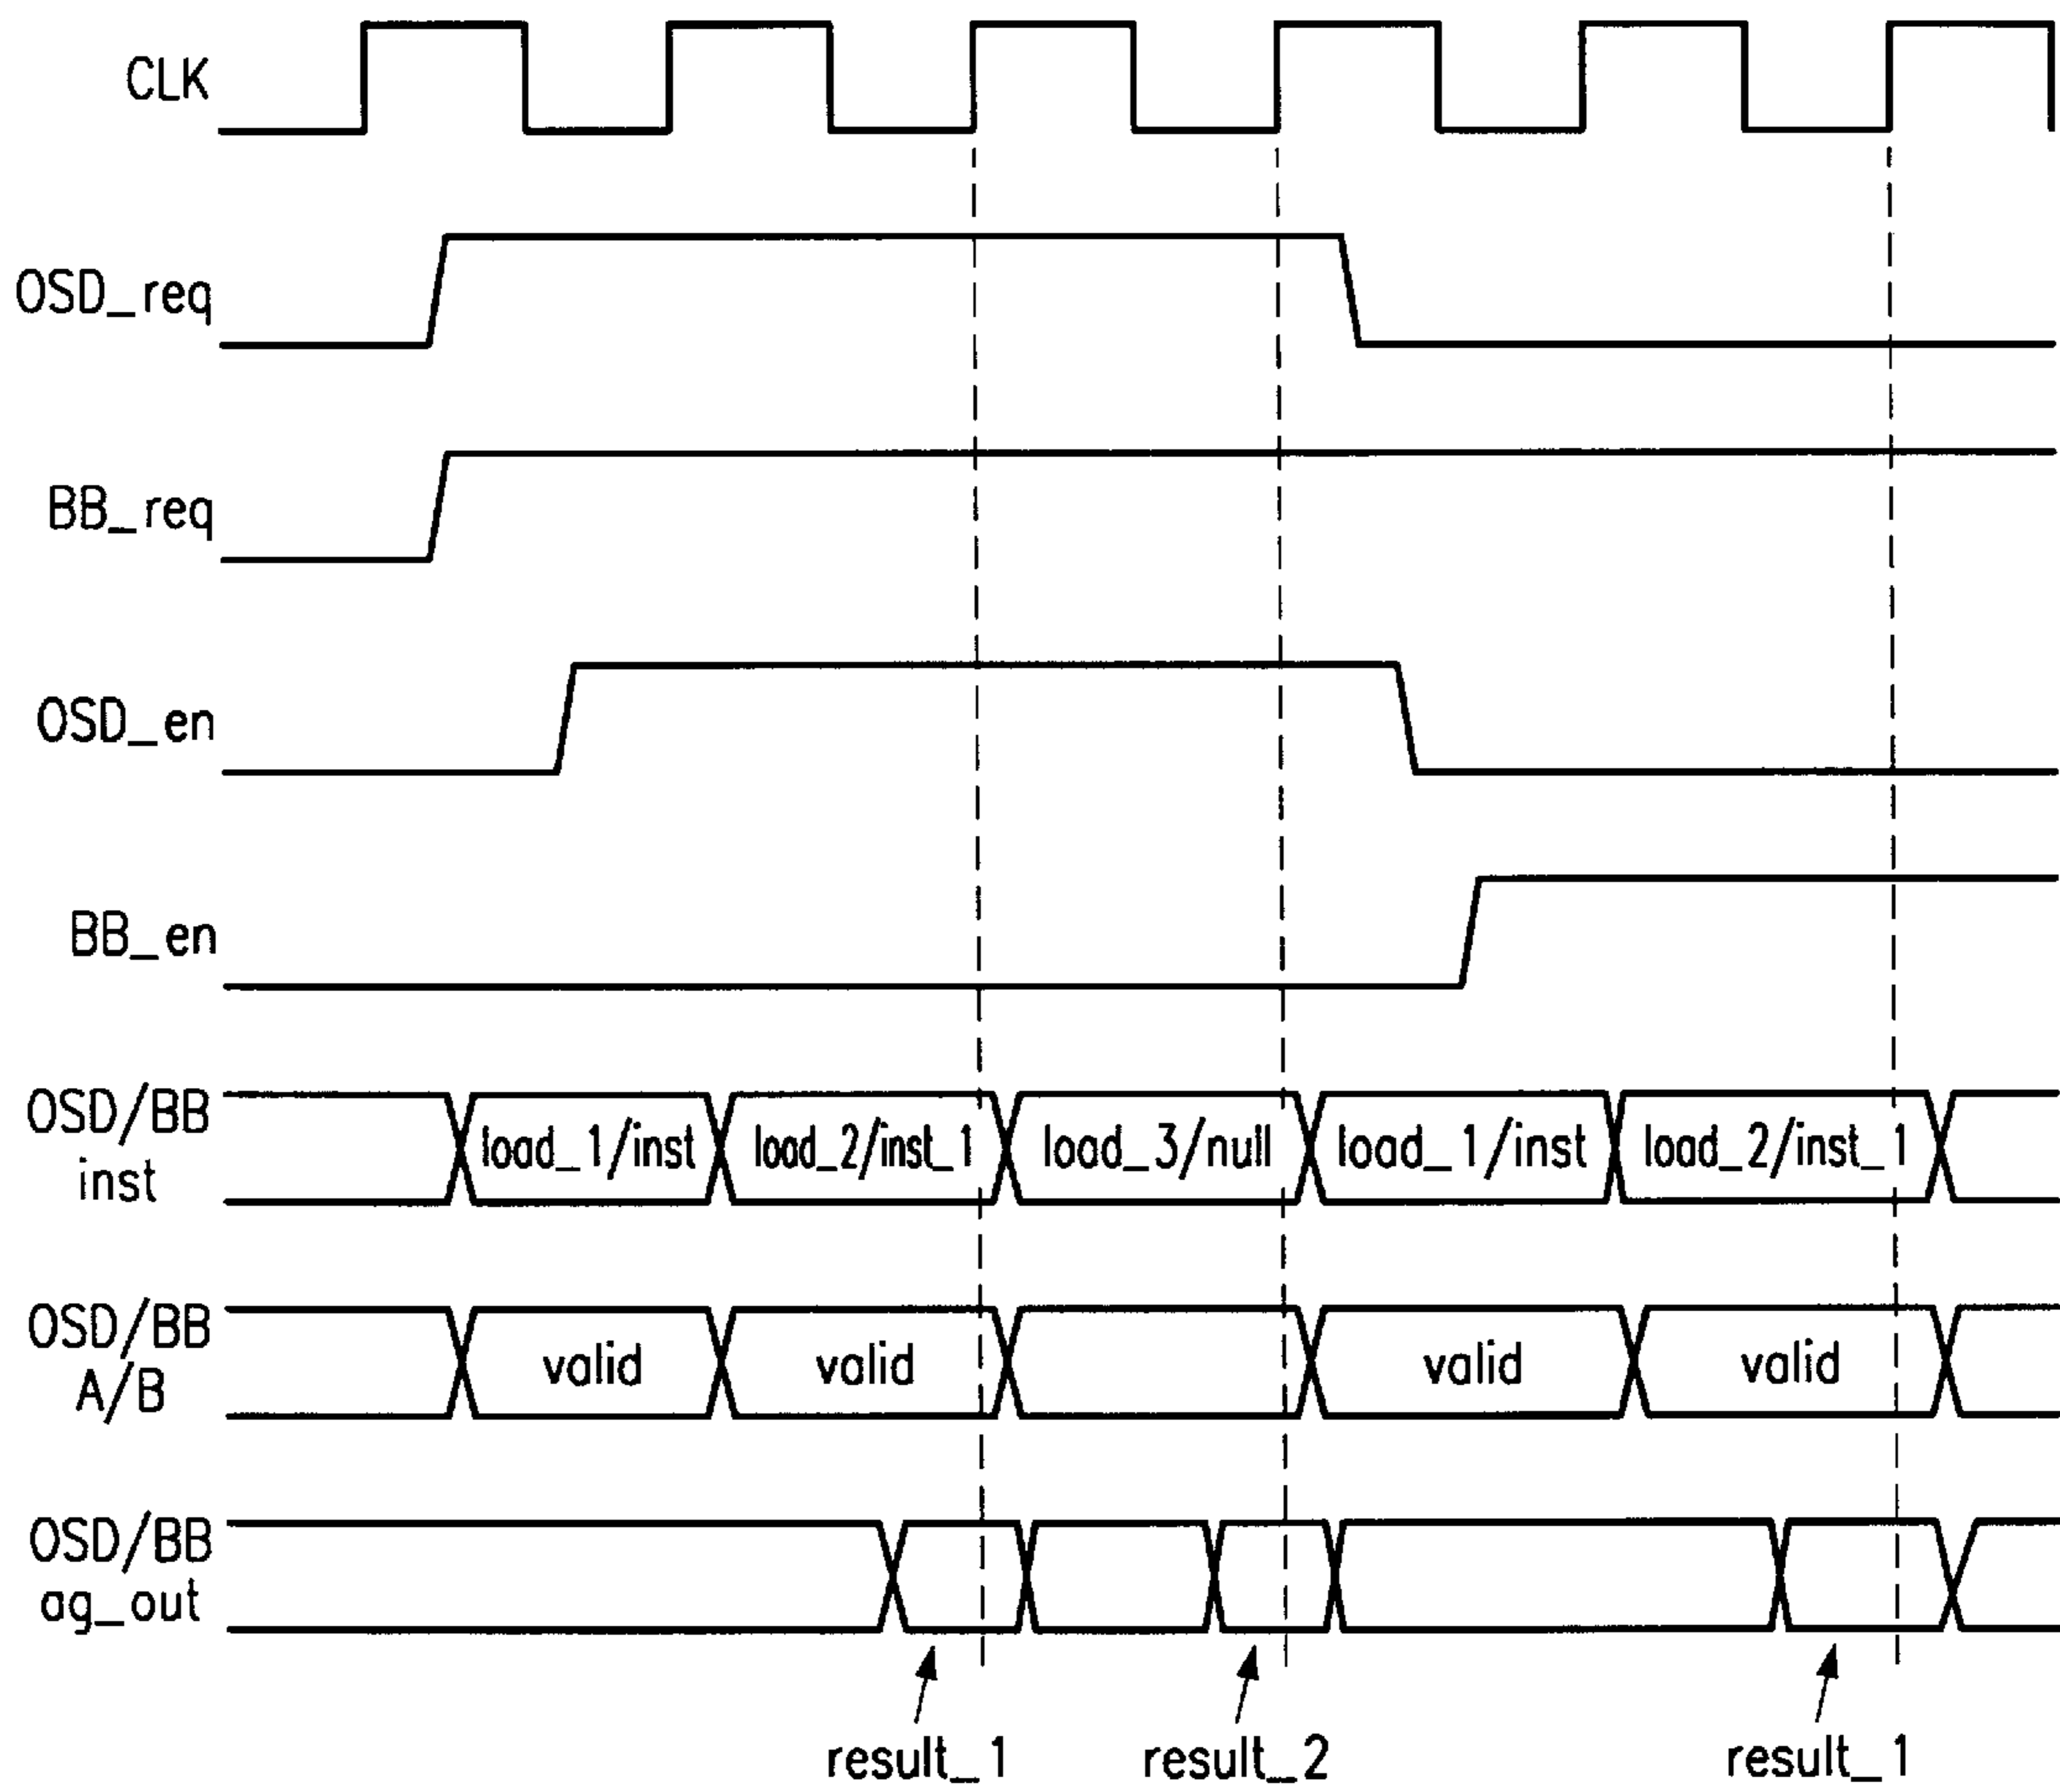 CLK
OSD_req
BB_req
OSD_en
BB_en
OSD/BB
inst
load_1/inst
load_2/inst_1
load_3/null
load_1/inst
load_2/inst_1
OSD/BB
A/B
valid
valid
valid
valid
OSD/BB
ag_out
result_1
result_2
result_1